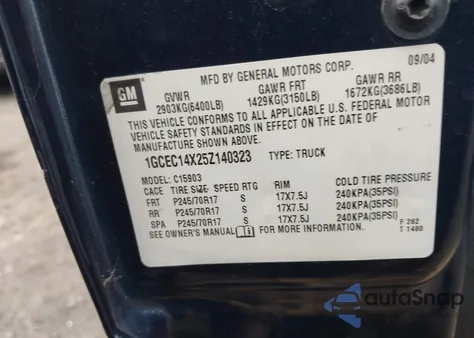 MFD BY GENERAL MOTORS CORP. 09/04
GM GVWR GAWR FRT GAWR RR
2903KG(6400LB) 1429KG(3150LB) 1672KG(3686LB)
THIS VEHICLE CONFORMS TO ALL APPLICABLE U.S. FEDERAL MOTOR
VEHICLE SAFETY STANDARDS IN EFFECT ON THE DATE OF
MANUFACTURE SHOWN ABOVE.
1GCEC14X25Z140323 TYPE: TRUCK
MODEL: C15903
CACE TIRE SIZE SPEED RTG RIM COLD TIRE PRESSURE
FRT P245/70R17 S 17X7.5J 240KPA(35PSI)
RR P245/70R17 S 17X7.5J 240KPA(35PSI)
SP P245/70R17 S 17X7.5J 240KPA(35PSI)
SEE OWNER'S MANUAL FOR MORE INFORMATION.
F 282
T 1480
autoSnap